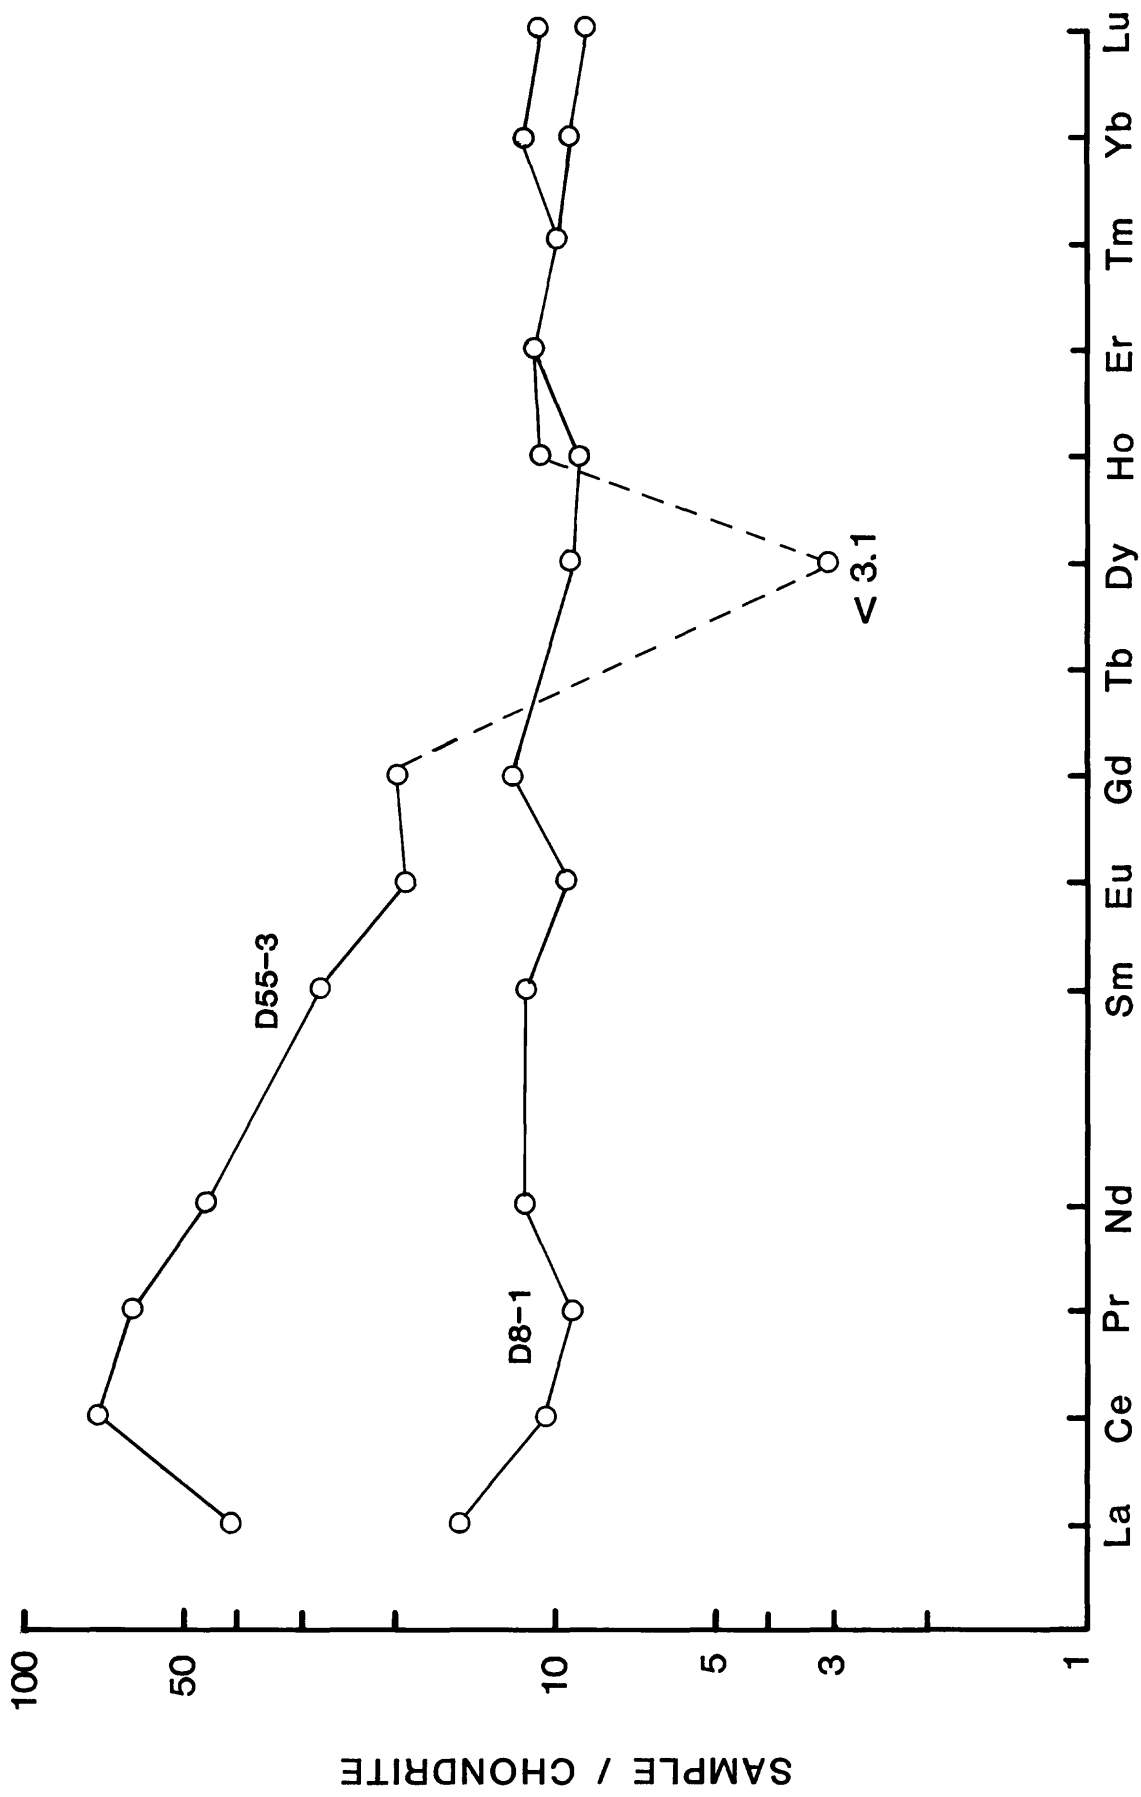 SAMPLE / CHONDRITE
100
50
10
5
3
1
D55-3
D8-1
< 3.1
La Ce Pr Nd Sm Eu Gd Tb Dy Ho Er Tm Yb Lu